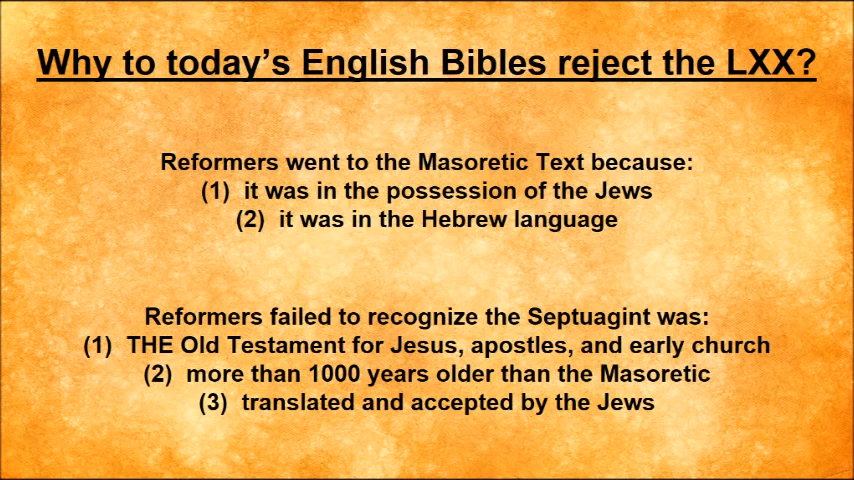 Why to today’s English Bibles reject the LXX?
Reformers went to the Masoretic Text because:
(1) it was in the possession of the Jews
(2) it was in the Hebrew language
Reformers failed to recognize the Septuagint was:
(1) THE Old Testament for Jesus, apostles, and early church
(2) more than 1000 years older than the Masoretic
(3) translated and accepted by the Jews